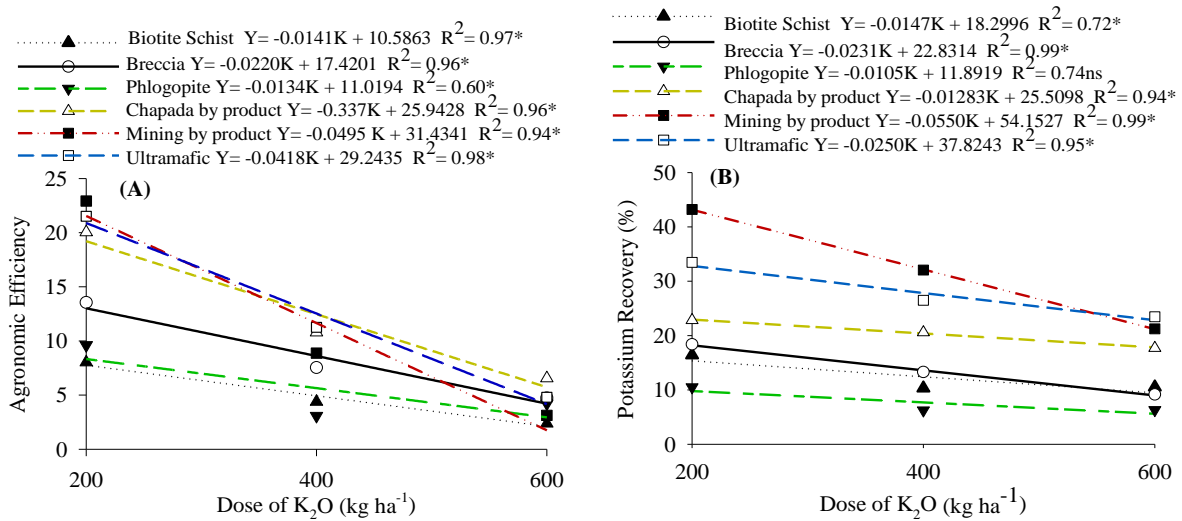 Biotite Schist Y= -0.0141K + 10.5863 R²= 0.97*
Breccia Y= -0.0220K + 17.4201 R²= 0.96*
Phlogopite Y= -0.0134K + 11.0194 R²= 0.60*
Chapada by product Y= -0.337K + 25.9428 R²= 0.96*
Mining by product Y= -0.0495 K + 31.4341 R²= 0.94*
Ultramafic Y= -0.0418K + 29.2435 R²= 0.98*
(A)
25
20
15
10
5
0
Agronomic Efficiency
200 400 600
Dose of K₂O (kg ha⁻¹)
Biotite Schist Y= -0.0147K + 18.2996 R²= 0.72*
Breccia Y= -0.0231K + 22.8314 R²= 0.99*
Phlogopite Y= -0.0105K + 11.8919 R²= 0.74ns
Chapada by product Y= -0.01283K + 25.5098 R²= 0.94*
Mining by product Y= -0.0550K + 54.1527 R²= 0.99*
Ultramafic Y= -0.0250K + 37.8243 R²= 0.95*
(B)
50
40
30
20
10
0
Potassium Recovery (%)
200 400 600
Dose of K₂O (kg ha⁻¹)